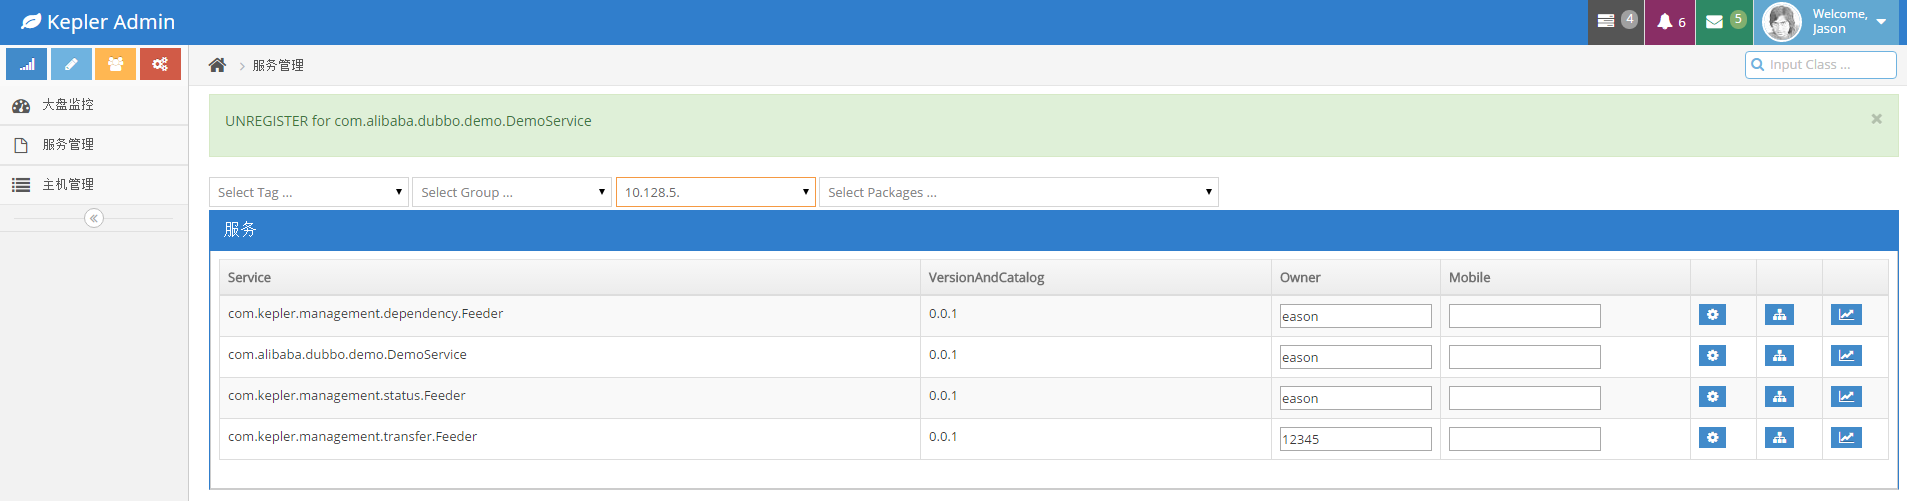 Kepler Admin
4
6
5
Welcome,
Jason
服务管理
Input Class ...
大盘监控
服务管理
主机管理
UNREGISTER for com.alibaba.dubbo.demo.DemoService
Select Tag ... Select Group ... 10.128.5. Select Packages ...
服务
Service VersionAndCatalog Owner Mobile
com.kepler.management.dependency.Feeder 0.0.1 eason
com.alibaba.dubbo.demo.DemoService 0.0.1 eason
com.kepler.management.status.Feeder 0.0.1 eason
com.kepler.management.transfer.Feeder 0.0.1 12345